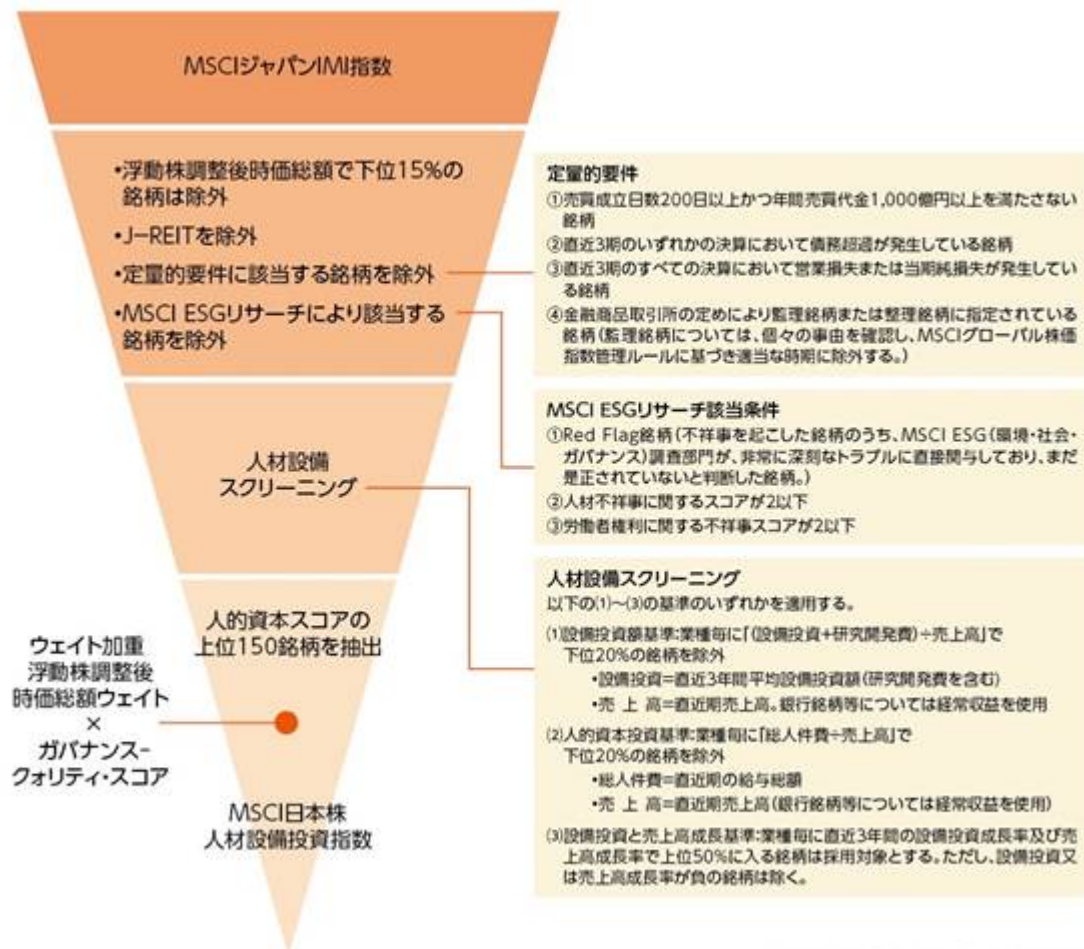 MSCIジャパンIMI指数
•浮動株調整後時価総額で下位15%の
銘柄は除外
•J-REITを除外
•定量的要件に該当する銘柄を除外
•MSCI ESGリサーチにより該当する
銘柄を除外
定量的要件
①売買成立日数200日以上かつ年間売買代金1,000億円以上を満たさない
銘柄
②直近3期のいずれかの決算において債務超過が発生している銘柄
③直近3期のすべての決算において営業損失または当期純損失が発生してい
る銘柄
④金融商品取引所の定めにより監理銘柄または整理銘柄に指定されている
銘柄(監理銘柄については、個々の事由を確認し、MSCIグローバル株価
指数管理ルールに基づき適当な時期に除外する。)
MSCI ESGリサーチ該当条件
①Red Flag銘柄(不祥事を起こした銘柄のうち、MSCI ESG(環境・社会・
ガバナンス)調査部門が、非常に深刻なトラブルに直接関与しており、まだ
是正されていないと判断した銘柄。)
②人材不祥事に関するスコアが2以下
③労働者権利に関する不祥事スコアが2以下
人材設備
スクリーニング
人材設備スクリーニング
以下の(1)～(3)の基準のいずれかを適用する。
(1)設備投資額基準:業種毎に「(設備投資+研究開発費)÷売上高」で
下位20%の銘柄を除外
•設備投資=直近3年間平均設備投資額(研究開発費を含む)
•売 上 高=直近期売上高。銀行銘柄等については経常収益を使用
(2)人的資本投資基準:業種毎に「総人件費÷売上高」で
下位20%の銘柄を除外
•総人件費=直近期の給与総額
•売 上 高=直近期売上高(銀行銘柄等については経常収益を使用)
(3)設備投資と売上高成長基準:業種毎に直近3年間の設備投資成長率及び売
上高成長率で上位50%に入る銘柄は採用対象とする。ただし、設備投資又
は売上高成長率が負の銘柄は除く。
人的資本スコアの
上位150銘柄を抽出
ウェイト加重
浮動株調整後
時価総額ウェイト
×
ガバナンス-
クォリティ・スコア
MSCI日本株
人材設備投資指数